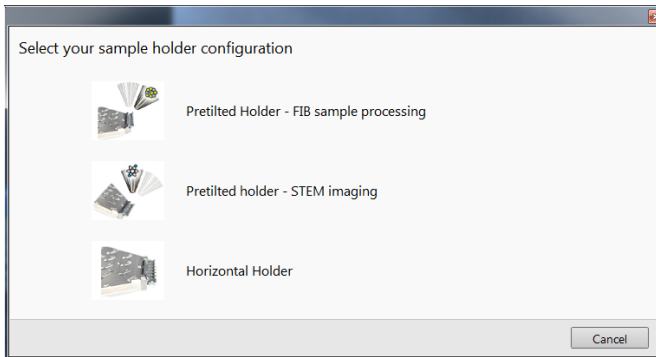 Select your sample holder configuration
Pretilted Holder - FIB sample processing
Pretilted holder - STEM imaging
Horizontal Holder
Cancel